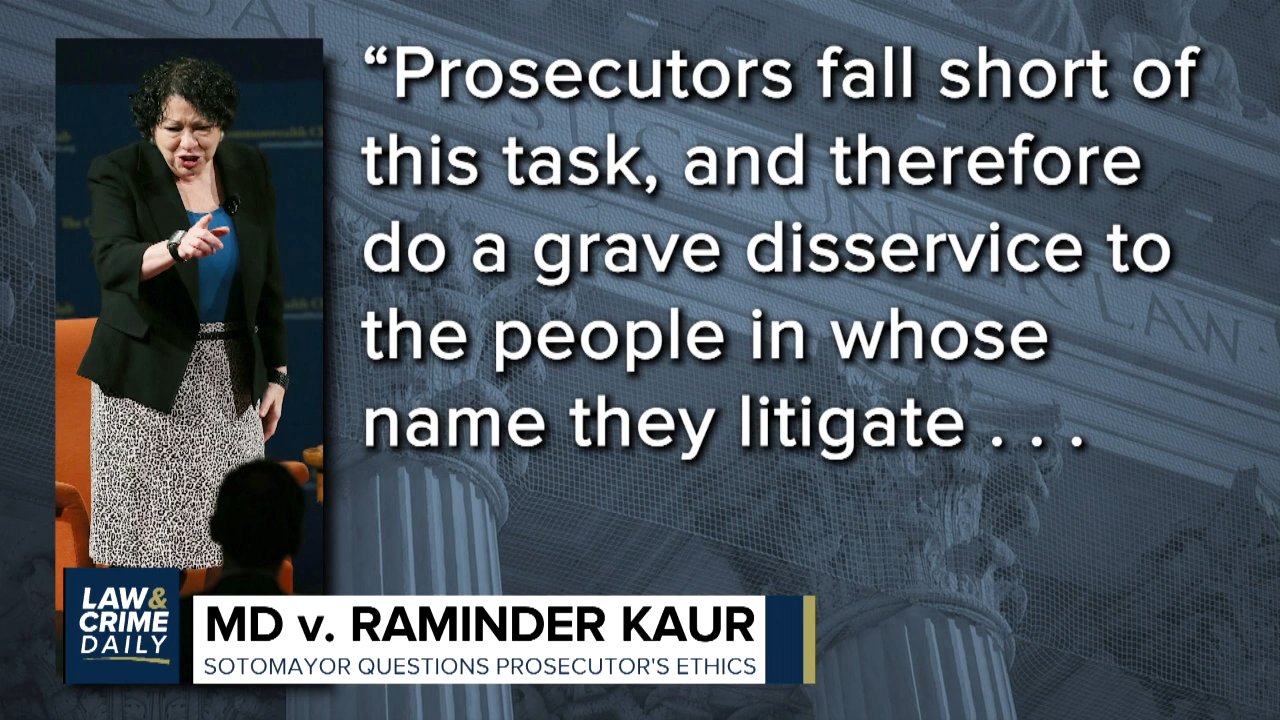 “Prosecutors fall short of
this task, and therefore
do a grave disservice to
the people in whose
name they litigate . . .
LAW&
CRIME
DAILY
MD v. RAMINDER KAUR
SOTOMAYOR QUESTIONS PROSECUTOR'S ETHICS